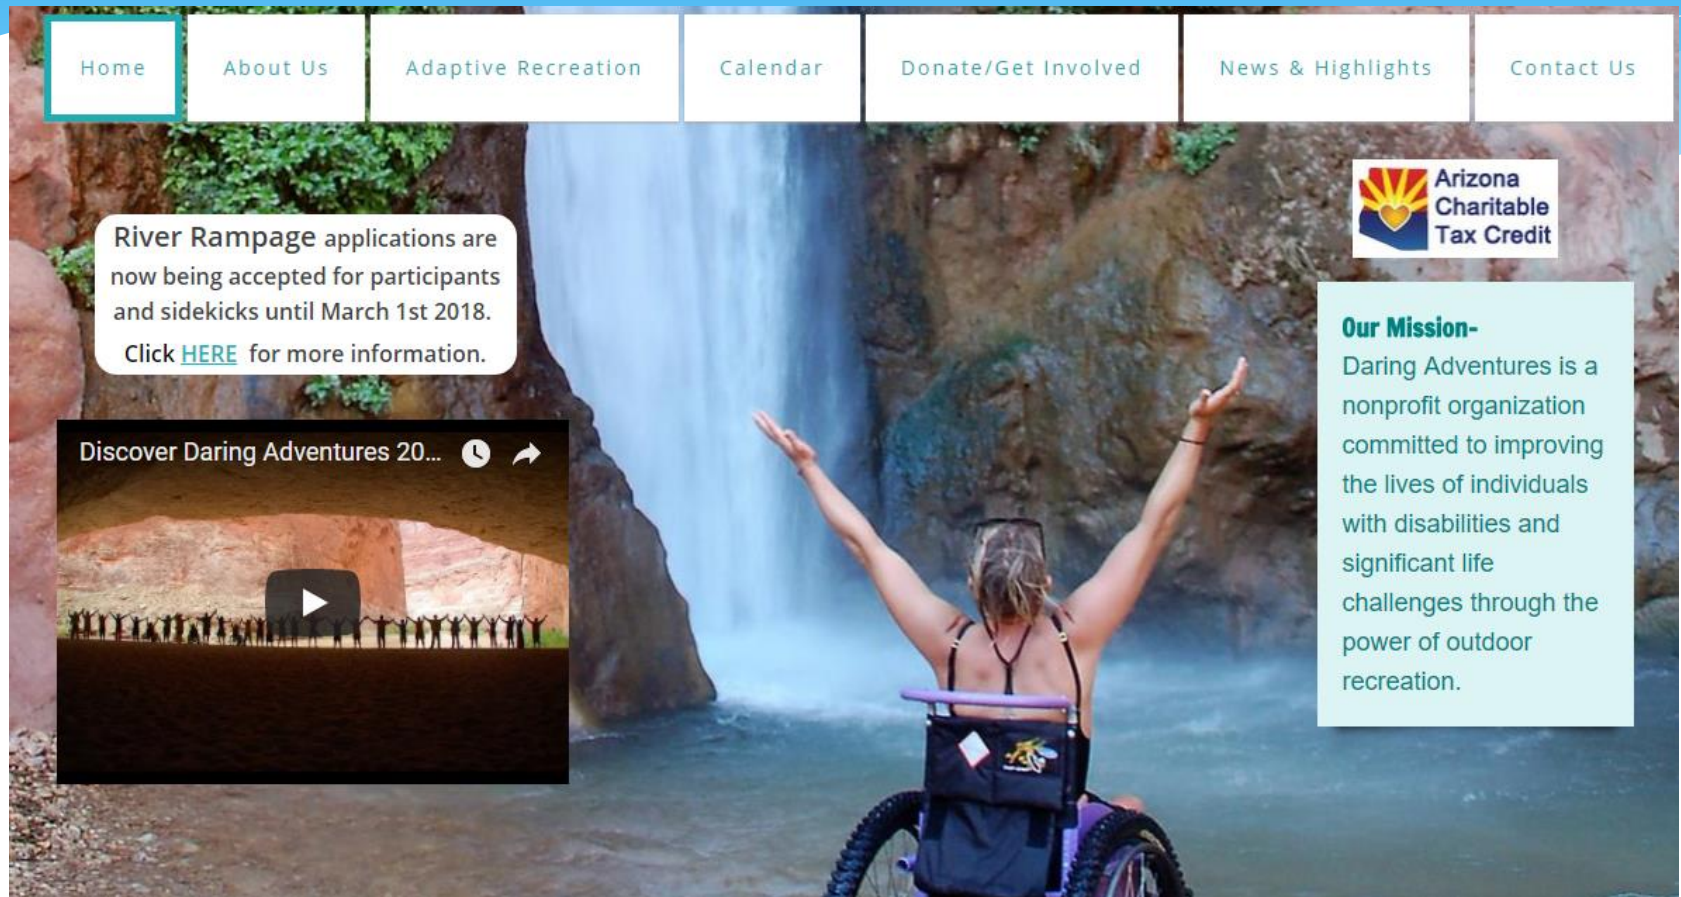 Home
About Us
Adaptive Recreation
Calendar
Donate/Get Involved
News & Highlights
Contact Us
Arizona
Charitable
Tax Credit
River Rampage applications are
now being accepted for participants
and sidekicks until March 1st 2018.
Click HERE for more information.
Our Mission-
Daring Adventures is a
nonprofit organization
committed to improving
the lives of individuals
with disabilities and
significant life
challenges through the
power of outdoor
recreation.
Discover Daring Adventures 20...